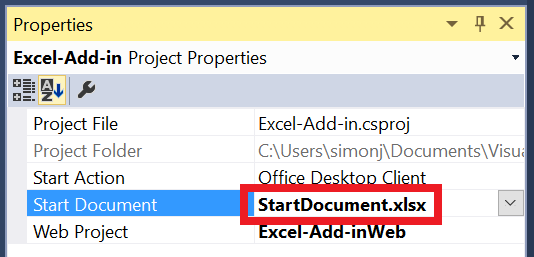 Properties
Excel-Add-in Project Properties
Project File Excel-Add-in.csproj
Project Folder C:\Users\simonj\Documents\Visua
Start Action Office Desktop Client
Start Document StartDocument.xlsx
Web Project Excel-Add-inWeb